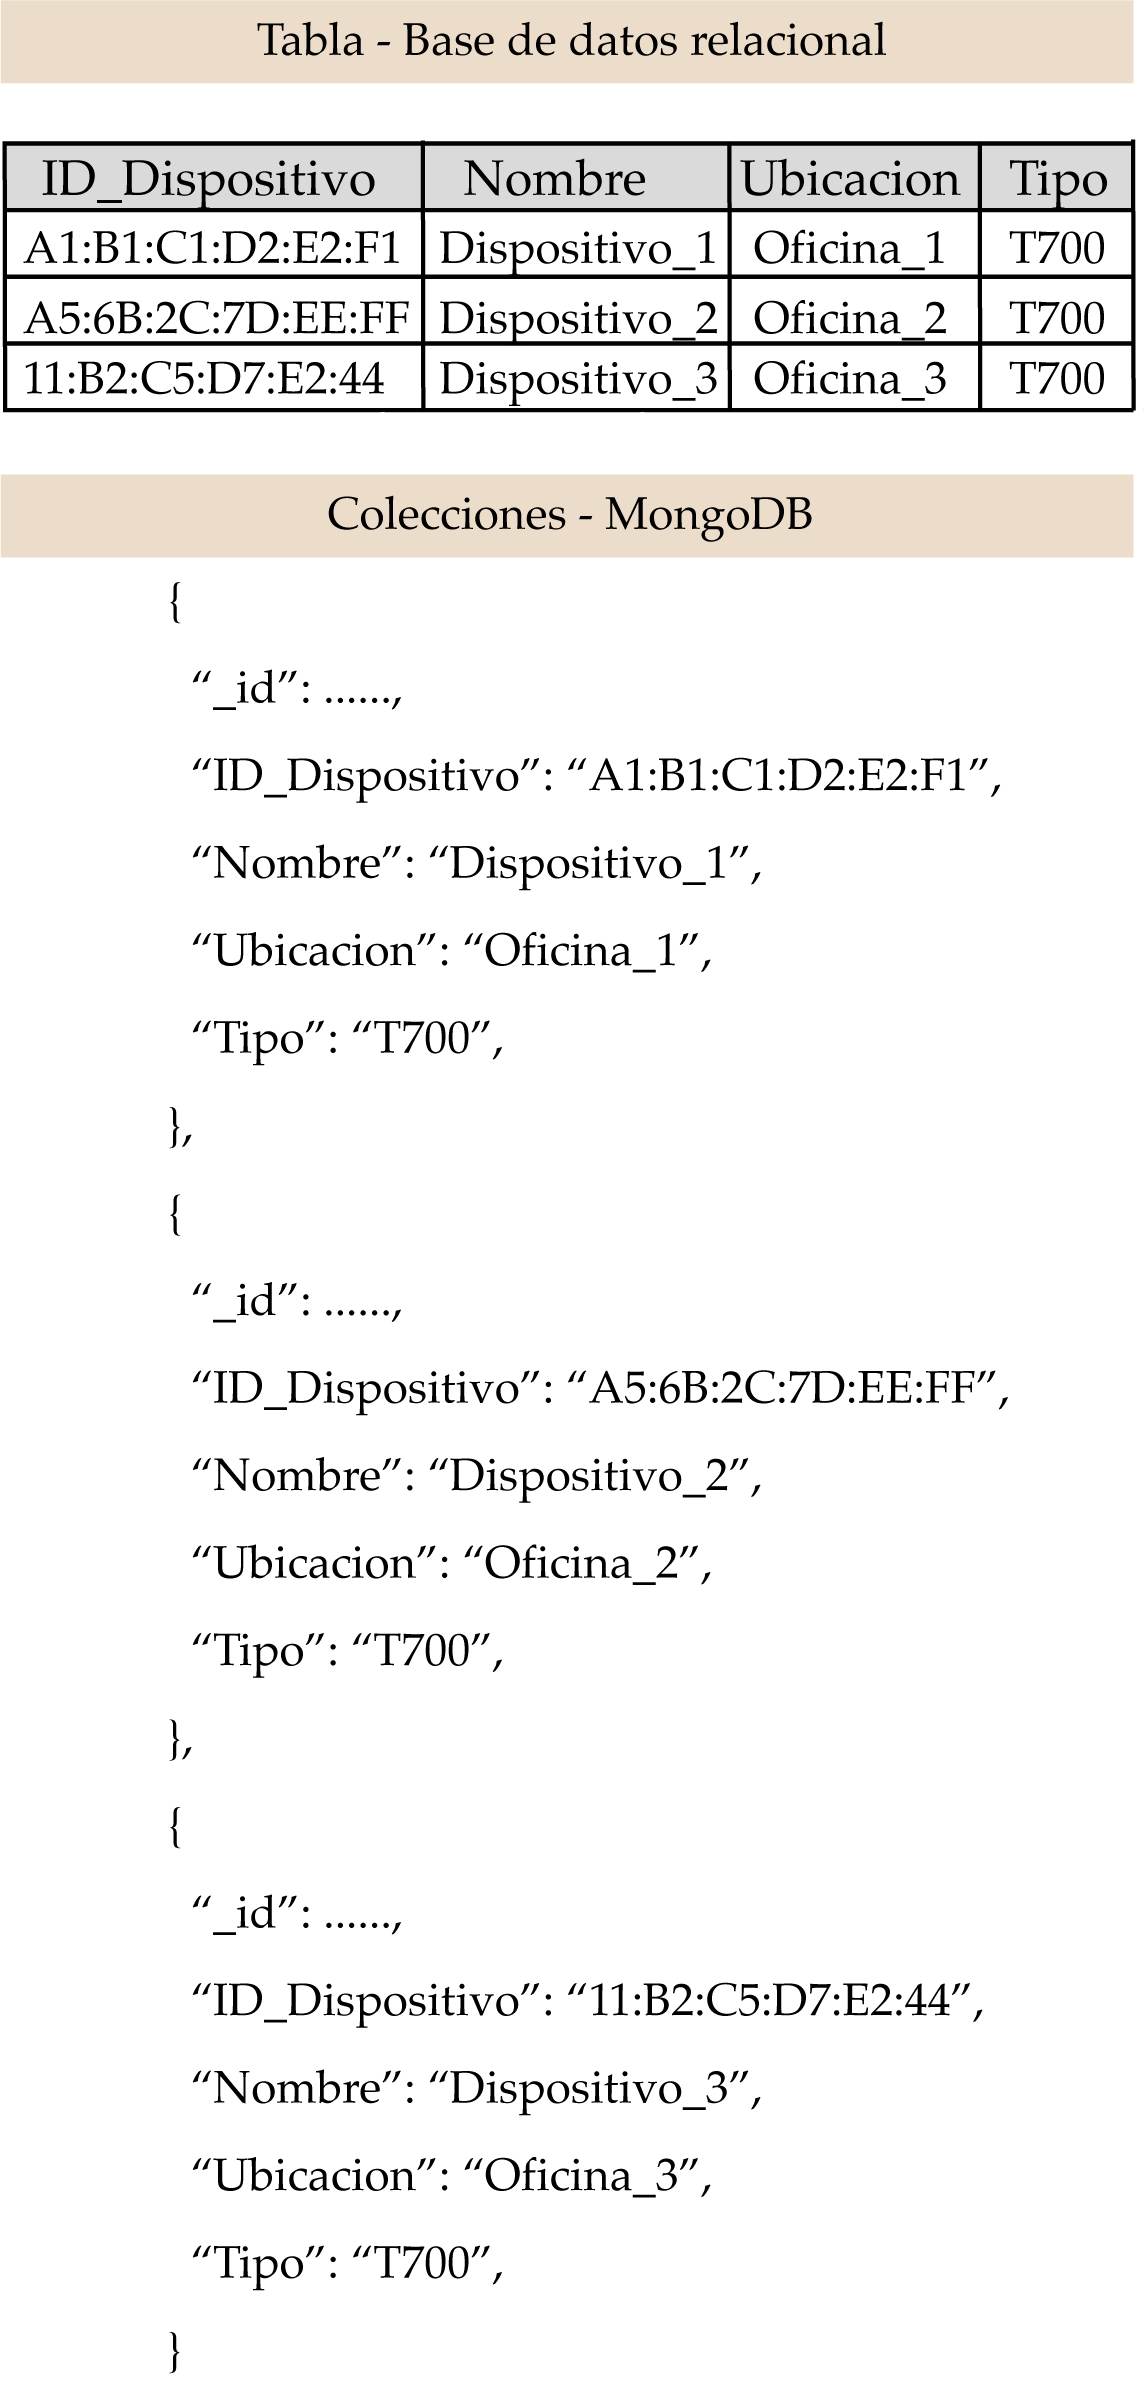 Tabla - Base de datos relacional
ID_Dispositivo Nombre Ubicacion Tipo
A1:B1:C1:D2:E2:F1 Dispositivo_1 Oficina_1 T700
A5:6B:2C:7D:EE:FF Dispositivo_2 Oficina_2 T700
11:B2:C5:D7:E2:44 Dispositivo_3 Oficina_3 T700
Colecciones - MongoDB
{
“_id”: ......,
“ID_Dispositivo”: “A1:B1:C1:D2:E2:F1”,
“Nombre”: “Dispositivo_1”,
“Ubicacion”: “Oficina_1”,
“Tipo”: “T700”,
},
{
“_id”: ......,
“ID_Dispositivo”: “A5:6B:2C:7D:EE:FF”,
“Nombre”: “Dispositivo_2”,
“Ubicacion”: “Oficina_2”,
“Tipo”: “T700”,
},
{
“_id”: ......,
“ID_Dispositivo”: “11:B2:C5:D7:E2:44”,
“Nombre”: “Dispositivo_3”,
“Ubicacion”: “Oficina_3”,
“Tipo”: “T700”,
}